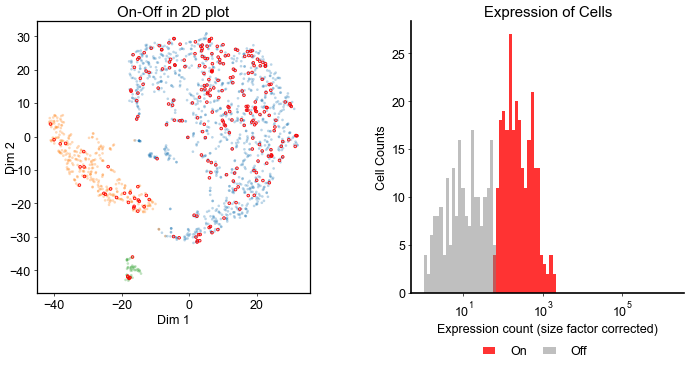 On-Off in 2D plot
Dim 2
30
20
10
0
−10
−20
−30
−40
−40
−20
0
20
Dim 1
Expression of Cells
Cell Counts
25
20
15
10
5
0
10^1
10^3
10^5
Expression count (size factor corrected)
On
Off